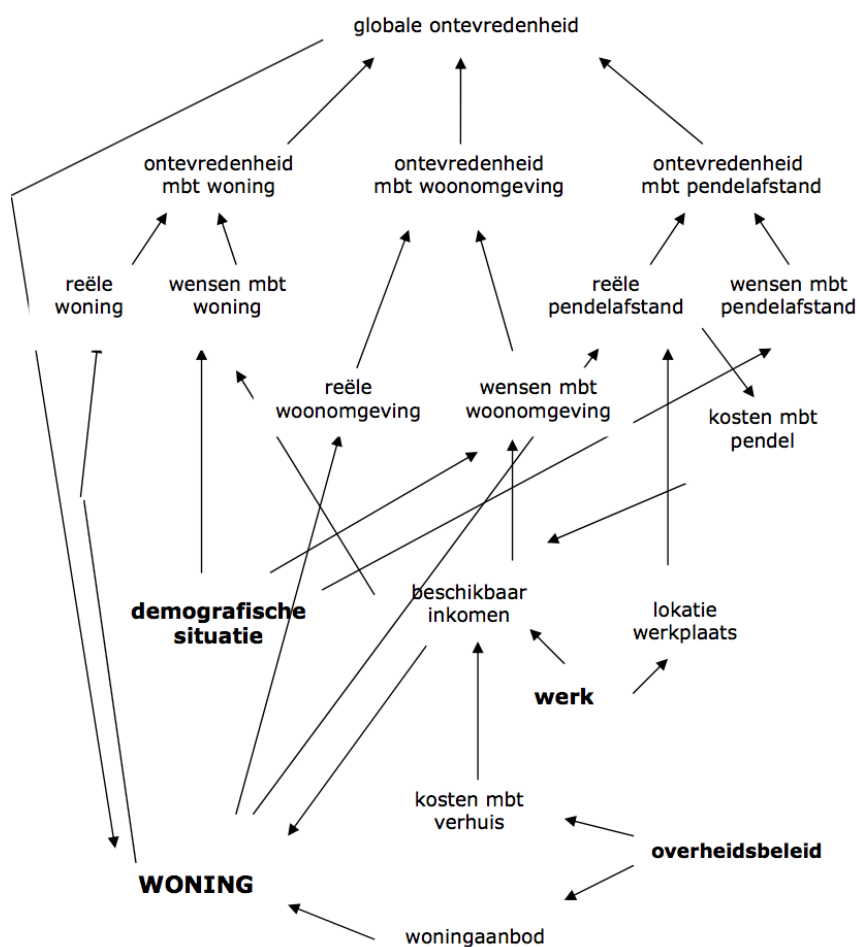 globale ontevredenheid
ontevredenheid
mbt woning
ontevredenheid
mbt woonomgeving
ontevredenheid
mbt pendelafstand
reële
woning
wensen mbt
woning
reële
pendelafstand
wensen mbt
pendelafstand
reële
woonomgeving
wensen mbt
woonomgeving
kosten mbt
pendel
demografische
situatie
beschikbaar
inkomen
lokatie
werkplaats
werk
kosten mbt
verhuis
overheidsbeleid
WONING
woningaanbod